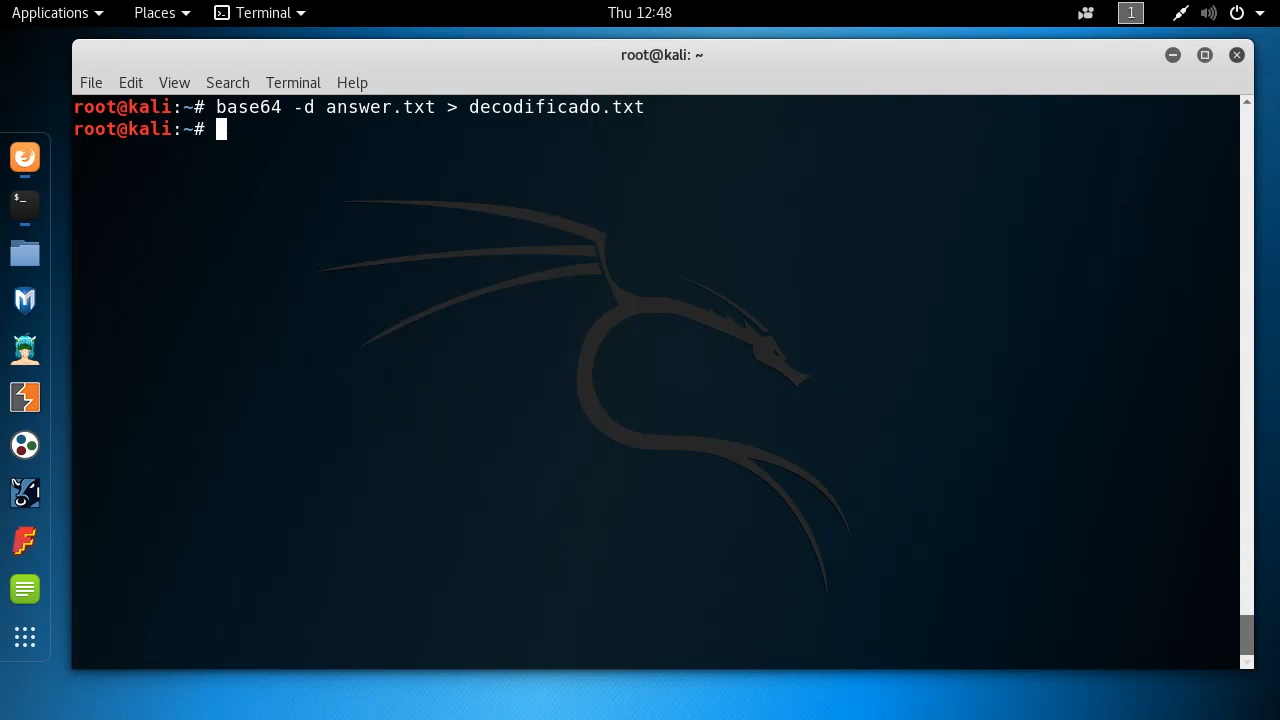 Applications Places Terminal Thu 12:48 1
root@kali: ~
File Edit View Search Terminal Help
root@kali:~# base64 -d answer.txt > decodificado.txt
root@kali:~#
$_